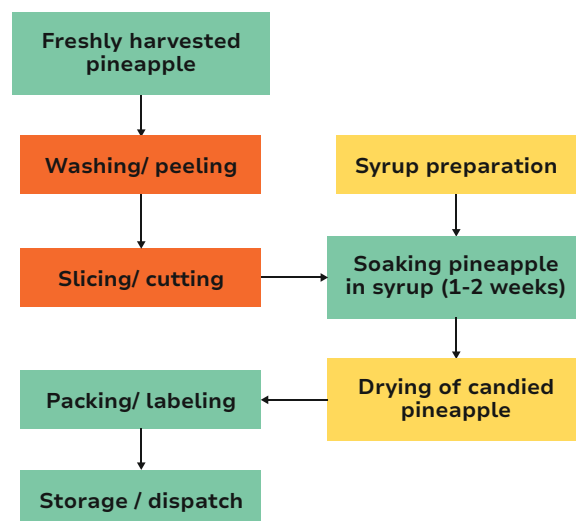 Freshly harvested
pineapple
Washing/ peeling
Syrup preparation
Slicing/ cutting
Soaking pineapple
in syrup (1-2 weeks)
Drying of candied
pineapple
Packing/ labeling
Storage / dispatch